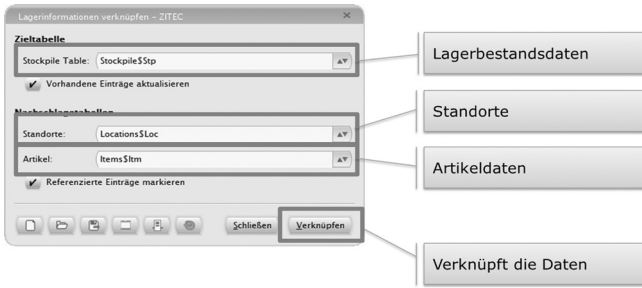 Lagerinformationen verknüpfen – ZITEC
Zieltabelle
Stockpile Table: Stockpile$Stp
Vorhandene Einträge aktualisieren
Nachschlagetabellen
Standorte: Locations$Loc
Artikel: Items$Itm
Referenzierte Einträge markieren
Schließen Verknüpfen
Lagerbestandsdaten
Standorte
Artikeldaten
Verknüpft die Daten